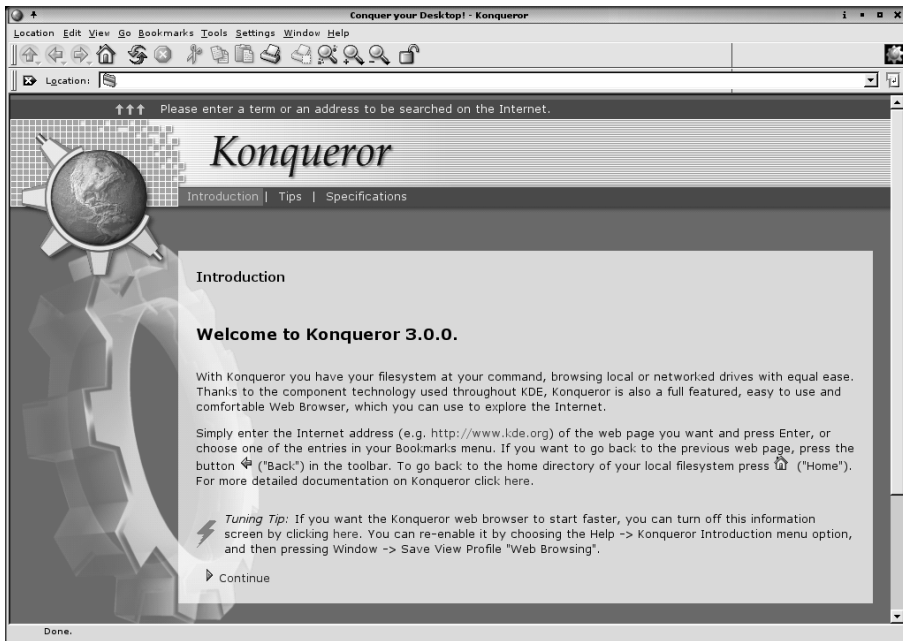 Conquer your Desktop! - Konqueror
Location Edit View Go Bookmarks Tools Settings Window Help
Location:
Please enter a term or an address to be searched on the Internet.
Konqueror
Introduction | Tips | Specifications
Introduction
Welcome to Konqueror 3.0.0.
With Konqueror you have your filesystem at your command, browsing local or networked drives with equal ease.
Thanks to the component technology used throughout KDE, Konqueror is also a full featured, easy to use and
comfortable Web Browser, which you can use to explore the Internet.
Simply enter the Internet address (e.g. http://www.kde.org) of the web page you want and press Enter, or
choose one of the entries in your Bookmarks menu. If you want to go back to the previous web page, press the
button ("Back") in the toolbar. To go back to the home directory of your local filesystem press ("Home").
For more detailed documentation on Konqueror click here.
Tuning Tip: If you want the Konqueror web browser to start faster, you can turn off this information
screen by clicking here. You can re-enable it by choosing the Help -> Konqueror Introduction menu option,
and then pressing Window -> Save View Profile "Web Browsing".
Continue
Done.